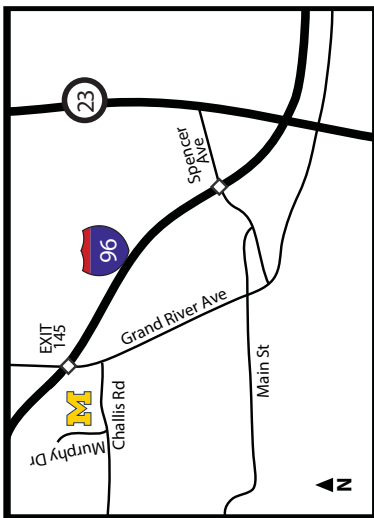 23
Spencer
Ave
96
EXIT
145
Grand River Ave
M
Challis Rd
Murphy Dr
Main St
N